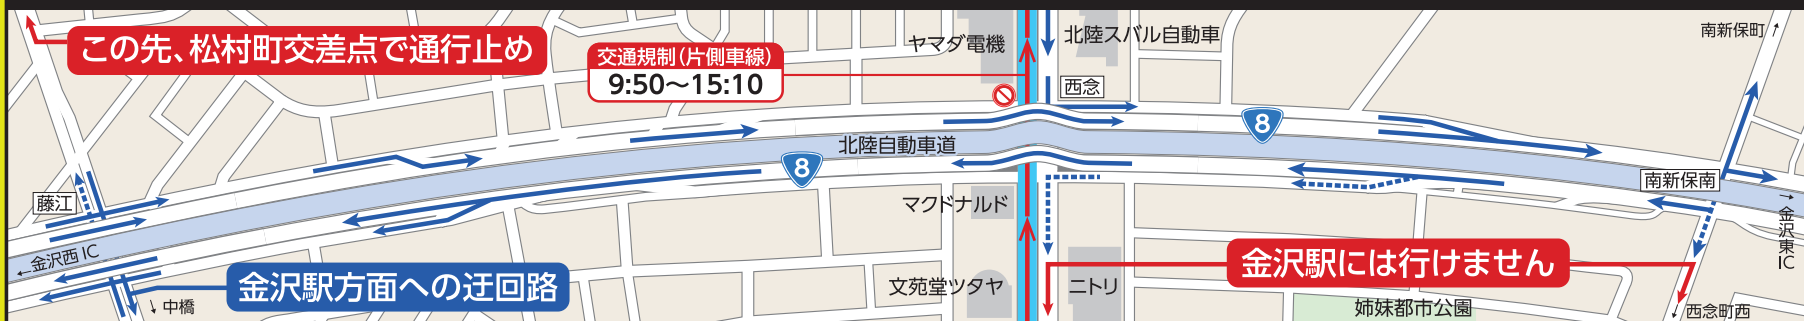 この先、松村町交差点で通行止め
交通規制(片側車線)
9:50〜15:10
ヤマダ電機
北陸スバル自動車
南新保町
西念
8
北陸自動車道
8
藤江
マクドナルド
南新保南
→金沢東IC
←金沢西IC
金沢駅方面への迂回路
中橋
文苑堂ツタヤ
ニトリ
金沢駅には行けません
姉妹都市公園
西念町西